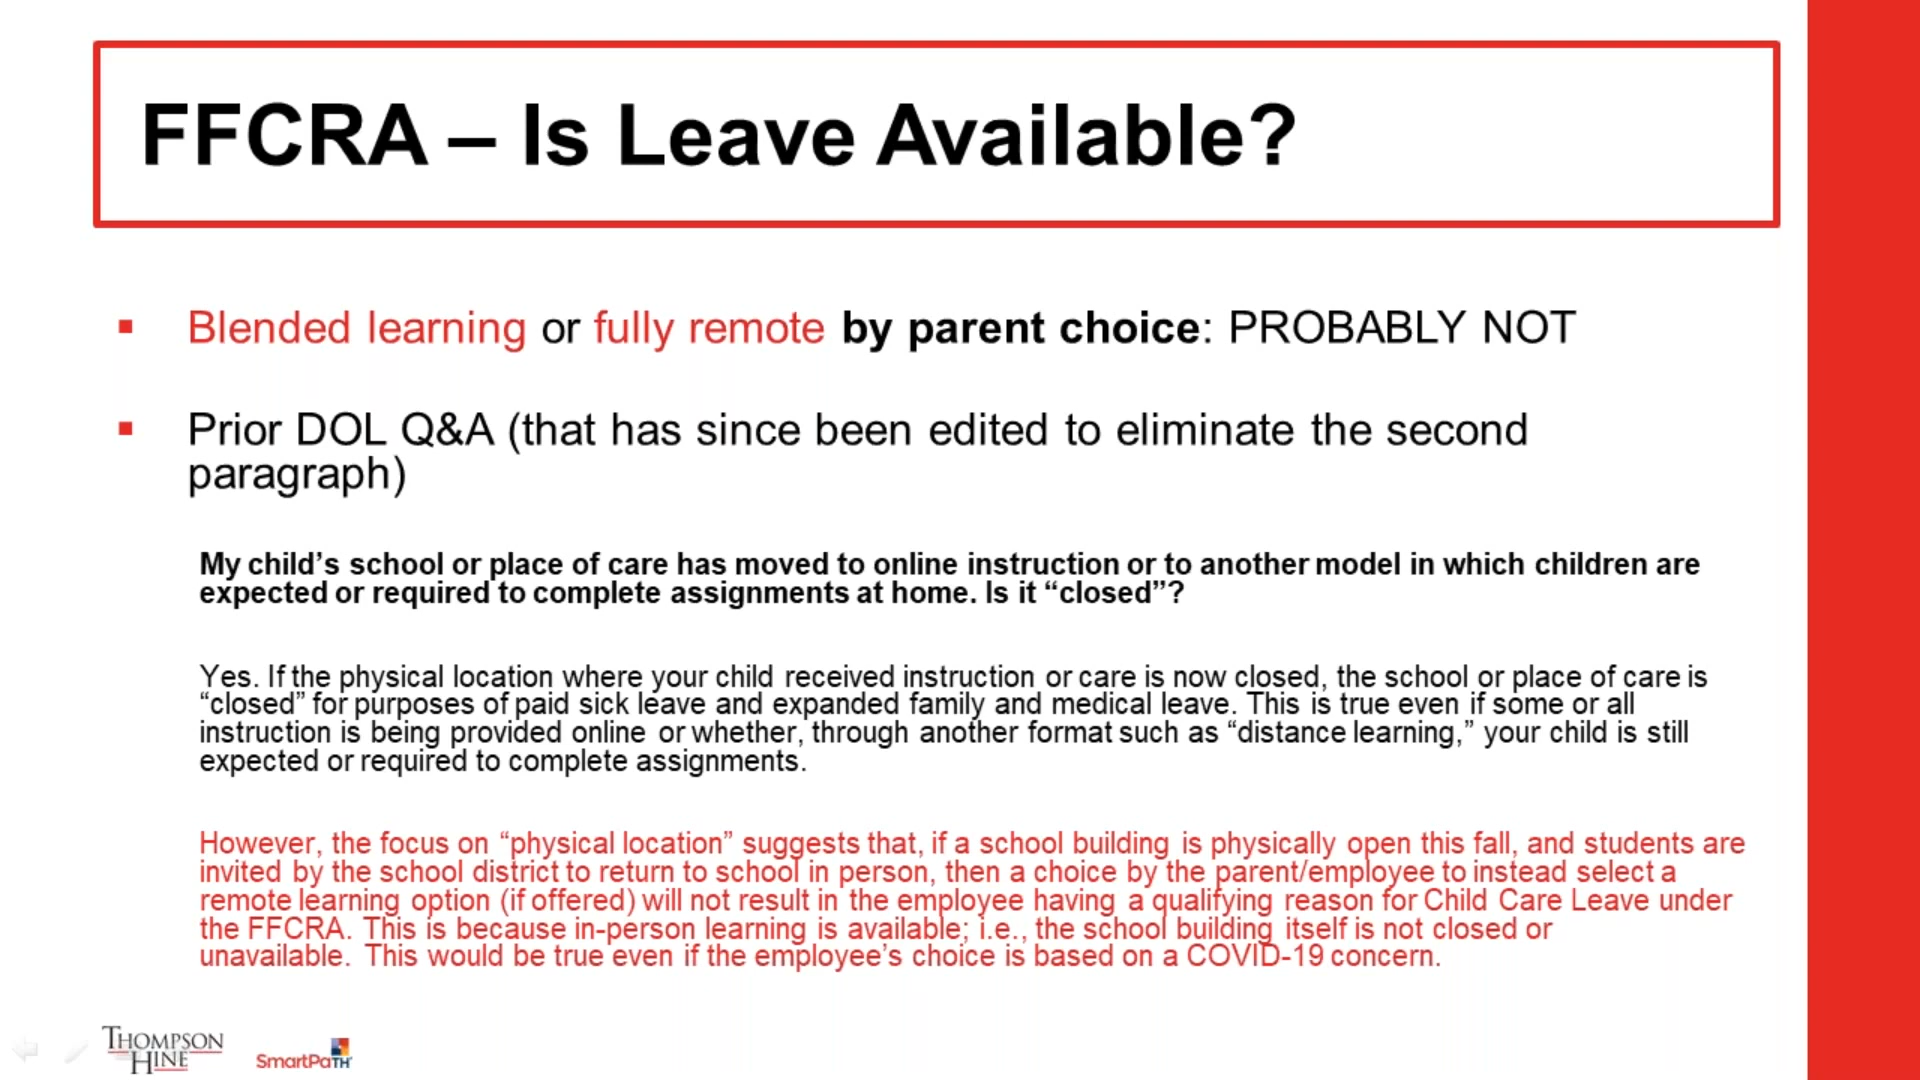 FFCRA – Is Leave Available?
▪ Blended learning or fully remote by parent choice: PROBABLY NOT
▪ Prior DOL Q&A (that has since been edited to eliminate the second
paragraph)
My child’s school or place of care has moved to online instruction or to another model in which children are
expected or required to complete assignments at home. Is it “closed”?
Yes. If the physical location where your child received instruction or care is now closed, the school or place of care is
“closed” for purposes of paid sick leave and expanded family and medical leave. This is true even if some or all
instruction is being provided online or whether, through another format such as “distance learning,” your child is still
expected or required to complete assignments.
However, the focus on “physical location” suggests that, if a school building is physically open this fall, and students are
invited by the school district to return to school in person, then a choice by the parent/employee to instead select a
remote learning option (if offered) will not result in the employee having a qualifying reason for Child Care Leave under
the FFCRA. This is because in-person learning is available; i.e., the school building itself is not closed or
unavailable. This would be true even if the employee’s choice is based on a COVID-19 concern.
THOMPSON
HINE
SmartPaTH